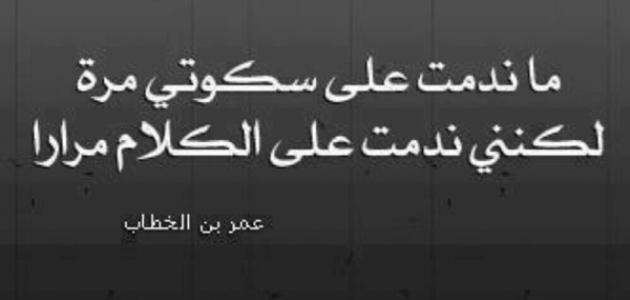 ما ندمت على سكوتي مرة
لكنني ندمت على الكلام مرارا
عمر بن الخطاب